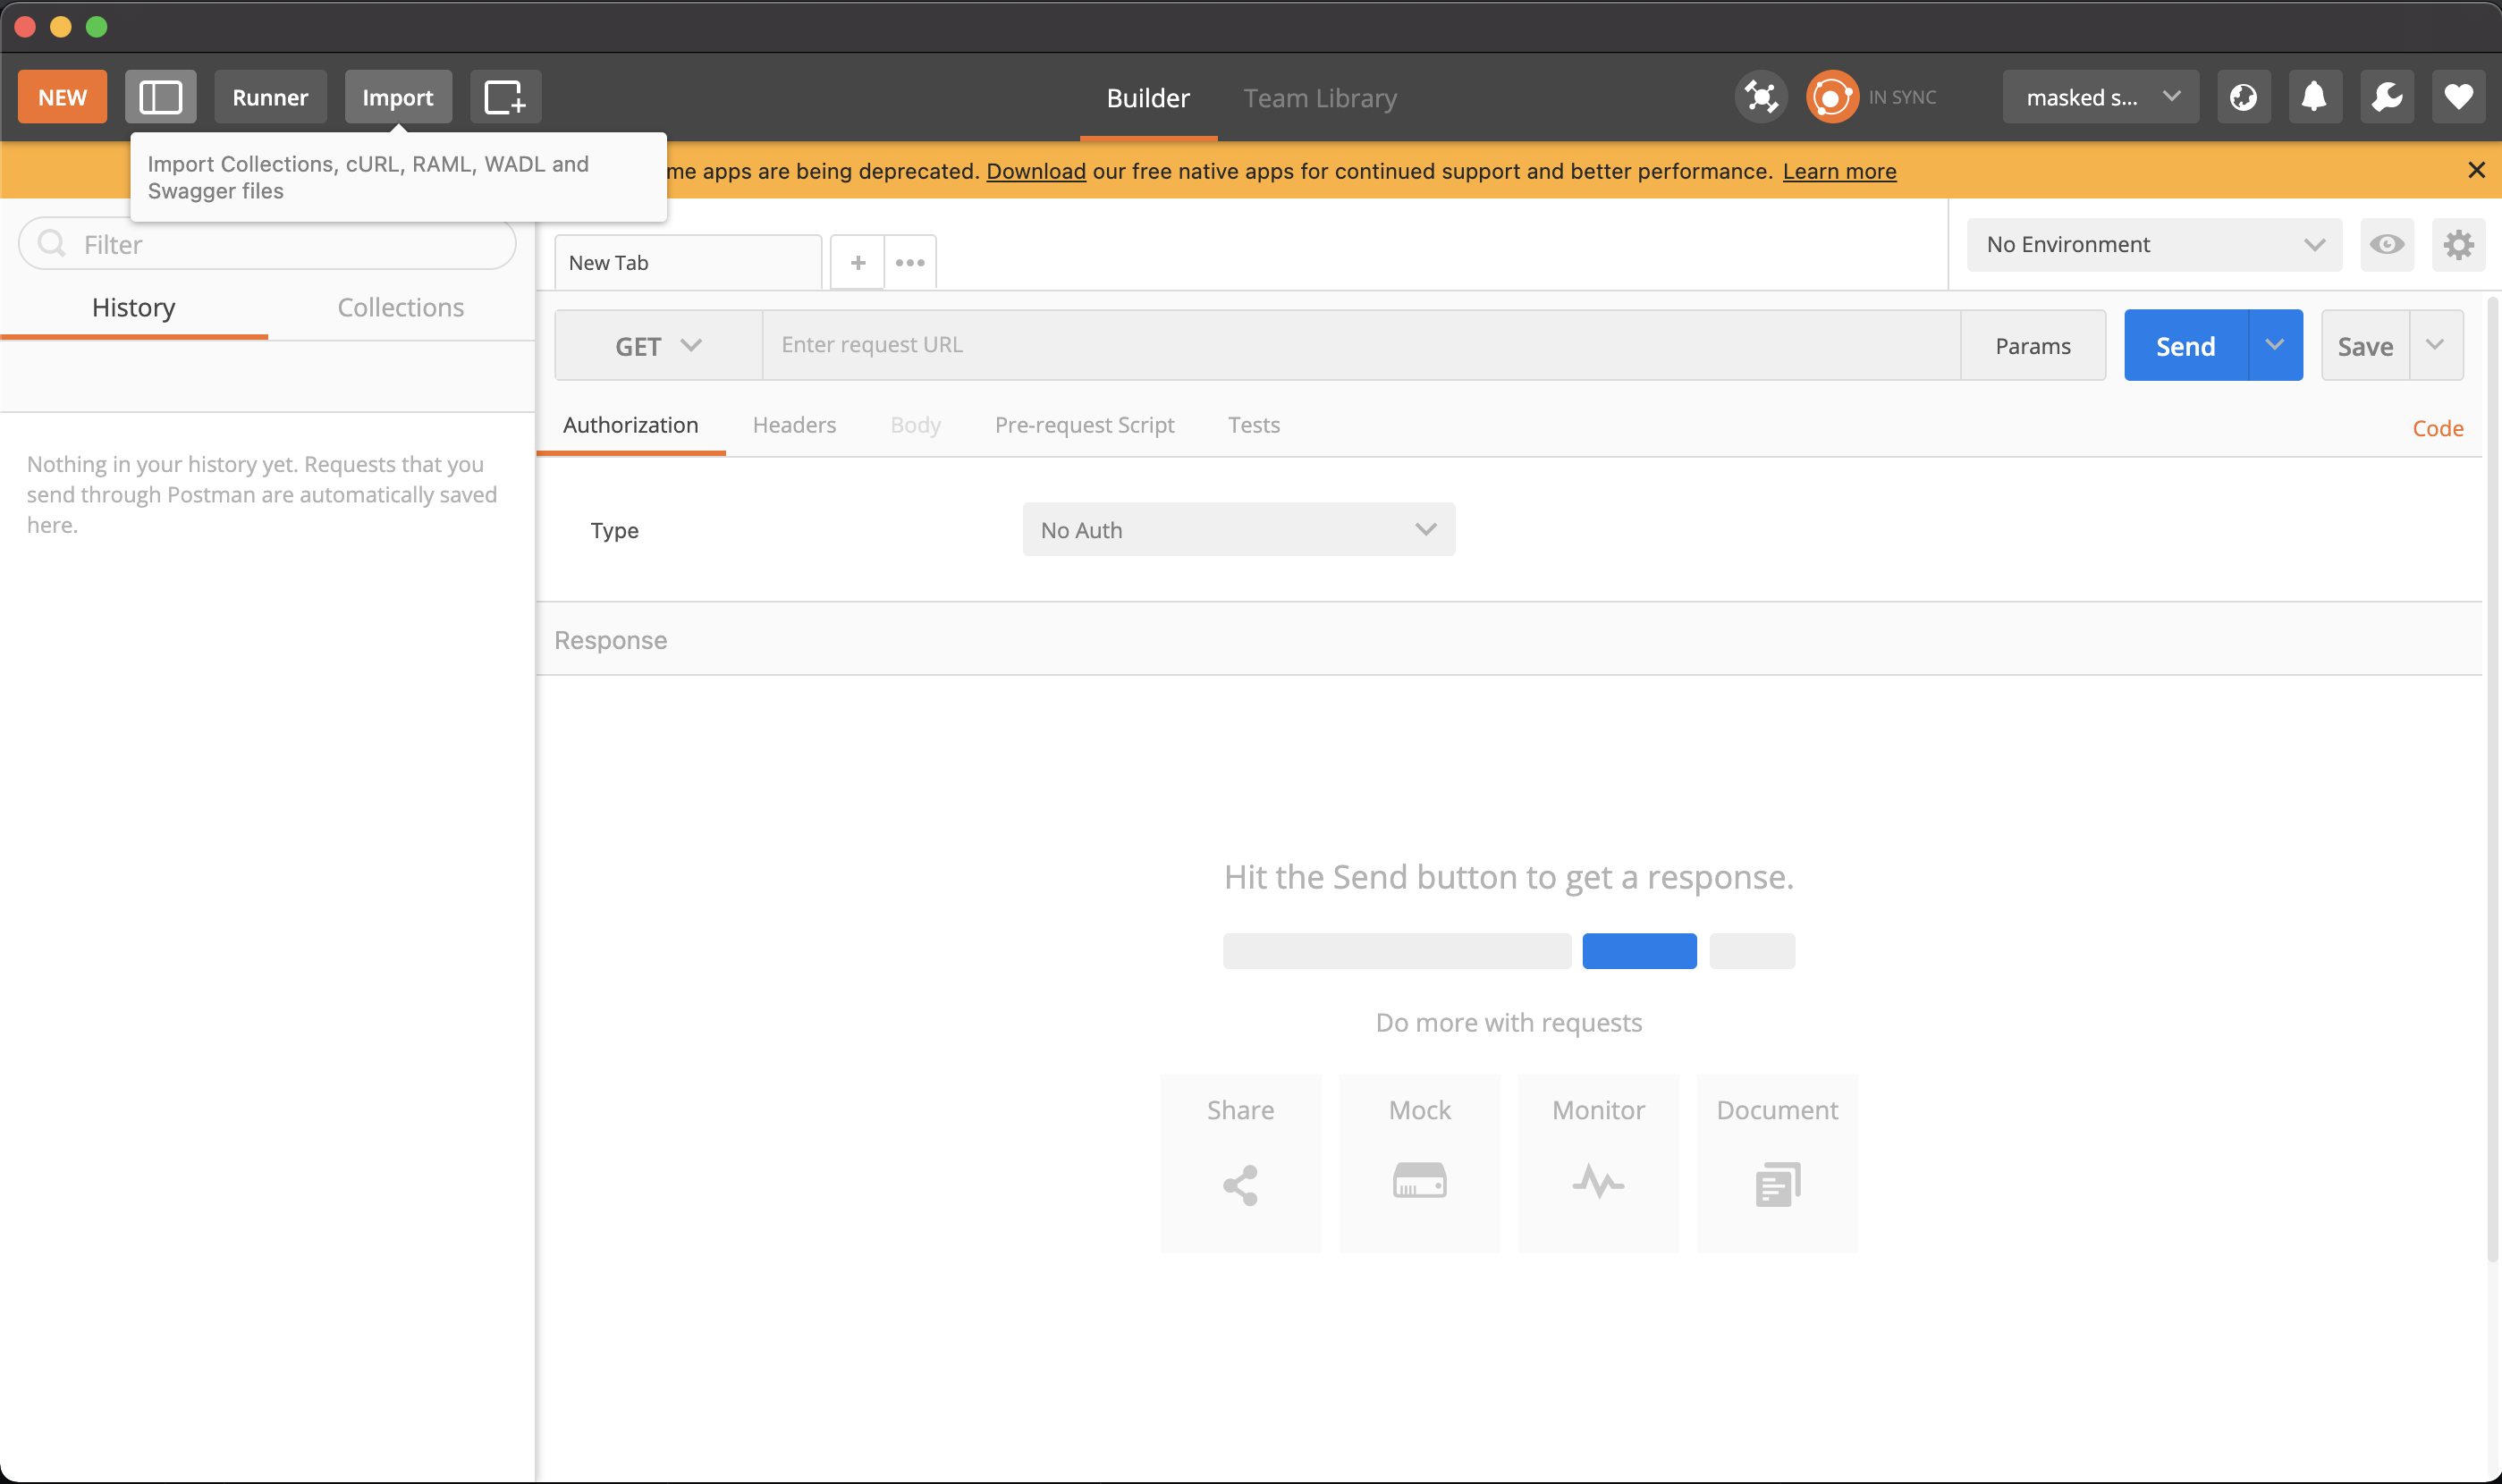 NEW
Runner
Import
Builder
Team Library
IN SYNC
masked s...
Import Collections, cURL, RAML, WADL and
Swagger files
me apps are being deprecated. Download our free native apps for continued support and better performance. Learn more
Filter
History
Collections
Nothing in your history yet. Requests that you
send through Postman are automatically saved
here.
New Tab
No Environment
GET
Enter request URL
Params
Send
Save
Authorization
Headers
Body
Pre-request Script
Tests
Code
Type
No Auth
Response
Hit the Send button to get a response.
Do more with requests
Share
Mock
Monitor
Document